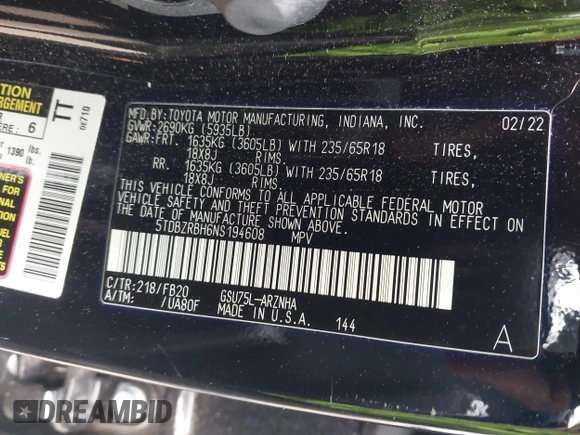 MFD.BY:TOYOTA MOTOR MANUFACTURING, INDIANA, INC. 02/22
GVWR:2690KG (5935LB)
GAWR:FRT. 1635KG (3605LB) WITH 235/65R18 TIRES,
18X8J RIMS.
RR. 1635KG (3605LB) WITH 235/65R18 TIRES,
18X8J RIMS.
THIS VEHICLE CONFORMS TO ALL APPLICABLE FEDERAL MOTOR
VEHICLE SAFETY AND THEFT PREVENTION STANDARDS IN EFFECT ON
THE DATE OF MANUFACTURE SHOWN ABOVE.
5TDBZRBH6NS194608 MPV
C/TR:218/FB20 GSU75L-ARZNHA
A/TM: /UA80F MADE IN U.S.A. 144 A
TT
0E710
6
1390 lbs.
DREAMBID